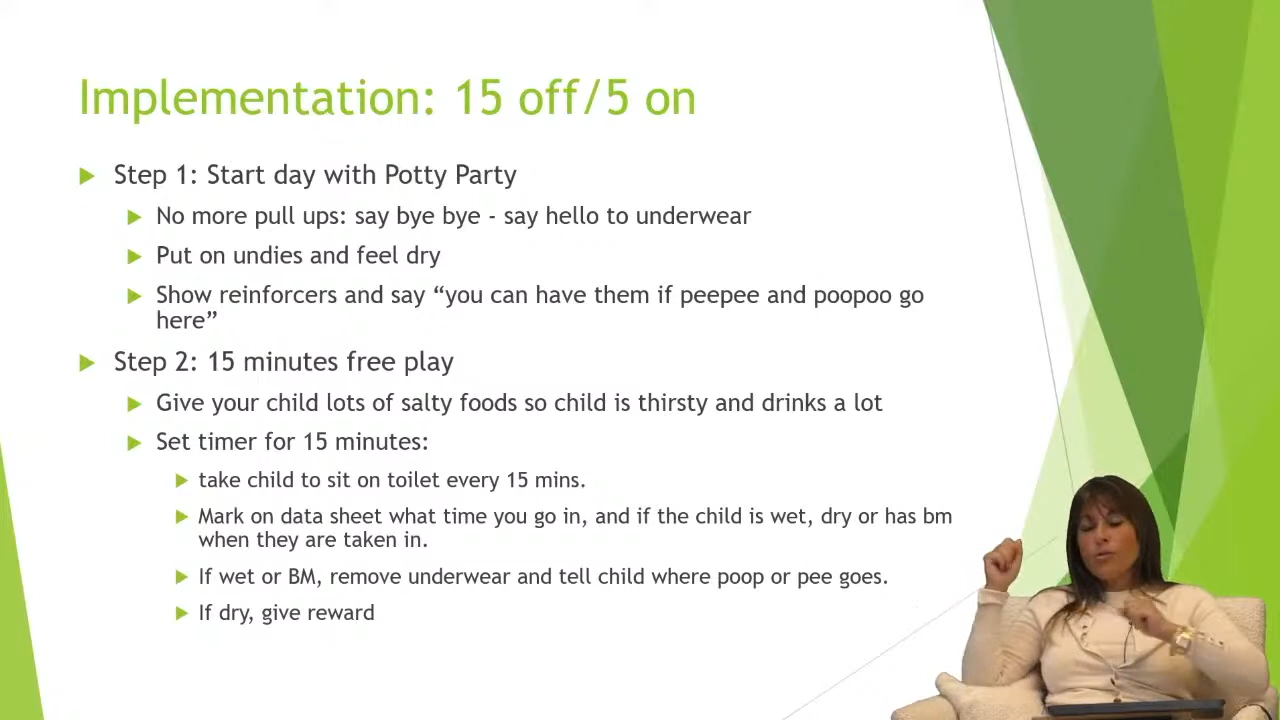 Implementation: 15 off/5 on
Step 1: Start day with Potty Party
No more pull ups: say bye bye - say hello to underwear
Put on undies and feel dry
Show reinforcers and say “you can have them if peepee and poopoo go
here”
Step 2: 15 minutes free play
Give your child lots of salty foods so child is thirsty and drinks a lot
Set timer for 15 minutes:
take child to sit on toilet every 15 mins.
Mark on data sheet what time you go in, and if the child is wet, dry or has bm
when they are taken in.
If wet or BM, remove underwear and tell child where poop or pee goes.
If dry, give reward